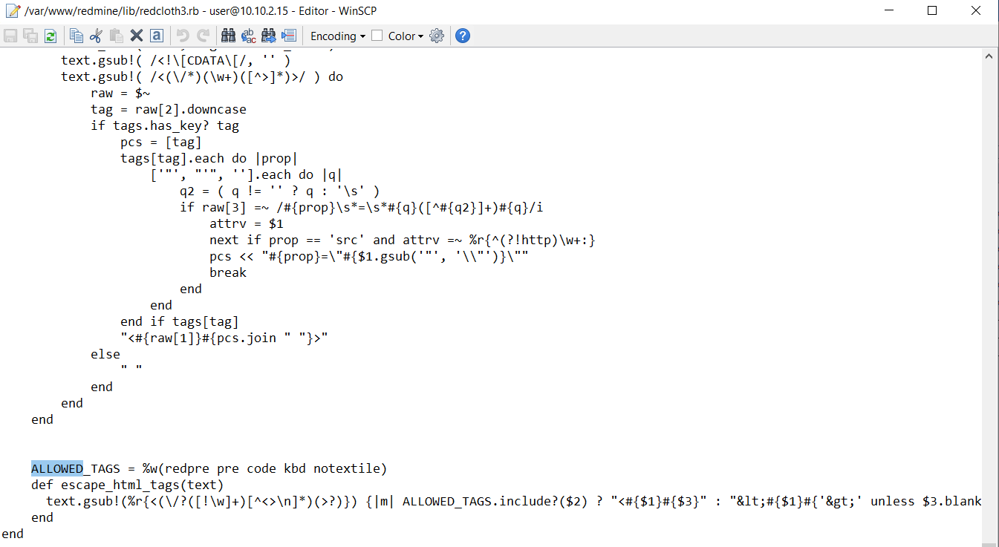 /var/www/redmine/lib/redcloth3.rb - user@10.10.2.15 - Editor - WinSCP
Encoding Color
        text.gsub!( /<!\[CDATA\[/, '' )
        text.gsub!( /<(\/*)(\w+)([^>]*)>/ ) do
            raw = $~
            tag = raw[2].downcase
            if tags.has_key? tag
                pcs = [tag]
                tags[tag].each do |prop|
                    ['"', "'", ''].each do |q|
                        q2 = ( q != '' ? q : '\s' )
                        if raw[3] =~ /#{prop}\s*=\s*#{q}([^#{q2}]+)#{q}/i
                            attrv = $1
                            next if prop == 'src' and attrv =~ %r{^(?!http)\w+:}
                            pcs << "#{prop}=\"#{$1.gsub('"', '\\"')}\""
                            break
                        end
                    end
                end if tags[tag]
                "<#{raw[1]}#{pcs.join " "}>"
            else
                " "
            end
        end
    end
    ALLOWED_TAGS = %w(redpre pre code kbd notextile)
    def escape_html_tags(text)
      text.gsub!(%r{<(\/?([!\w]+)[^<>\n]*)(>?)}) {|m| ALLOWED_TAGS.include?($2) ? "<#{$1}#{$3}" : "&lt;#{$1}#{'&gt;' unless $3.blank
    end
end